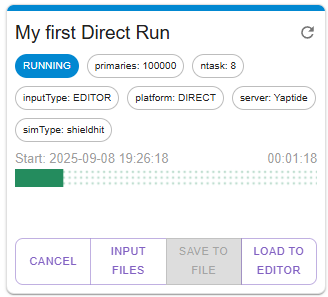 My first Direct Run
RUNNING primaries: 100000 ntask: 8
inputType: EDITOR platform: DIRECT server: Yaptide
simType: shieldhit
Start: 2025-09-08 19:26:18 00:01:18
CANCEL INPUT FILES SAVE TO FILE LOAD TO EDITOR